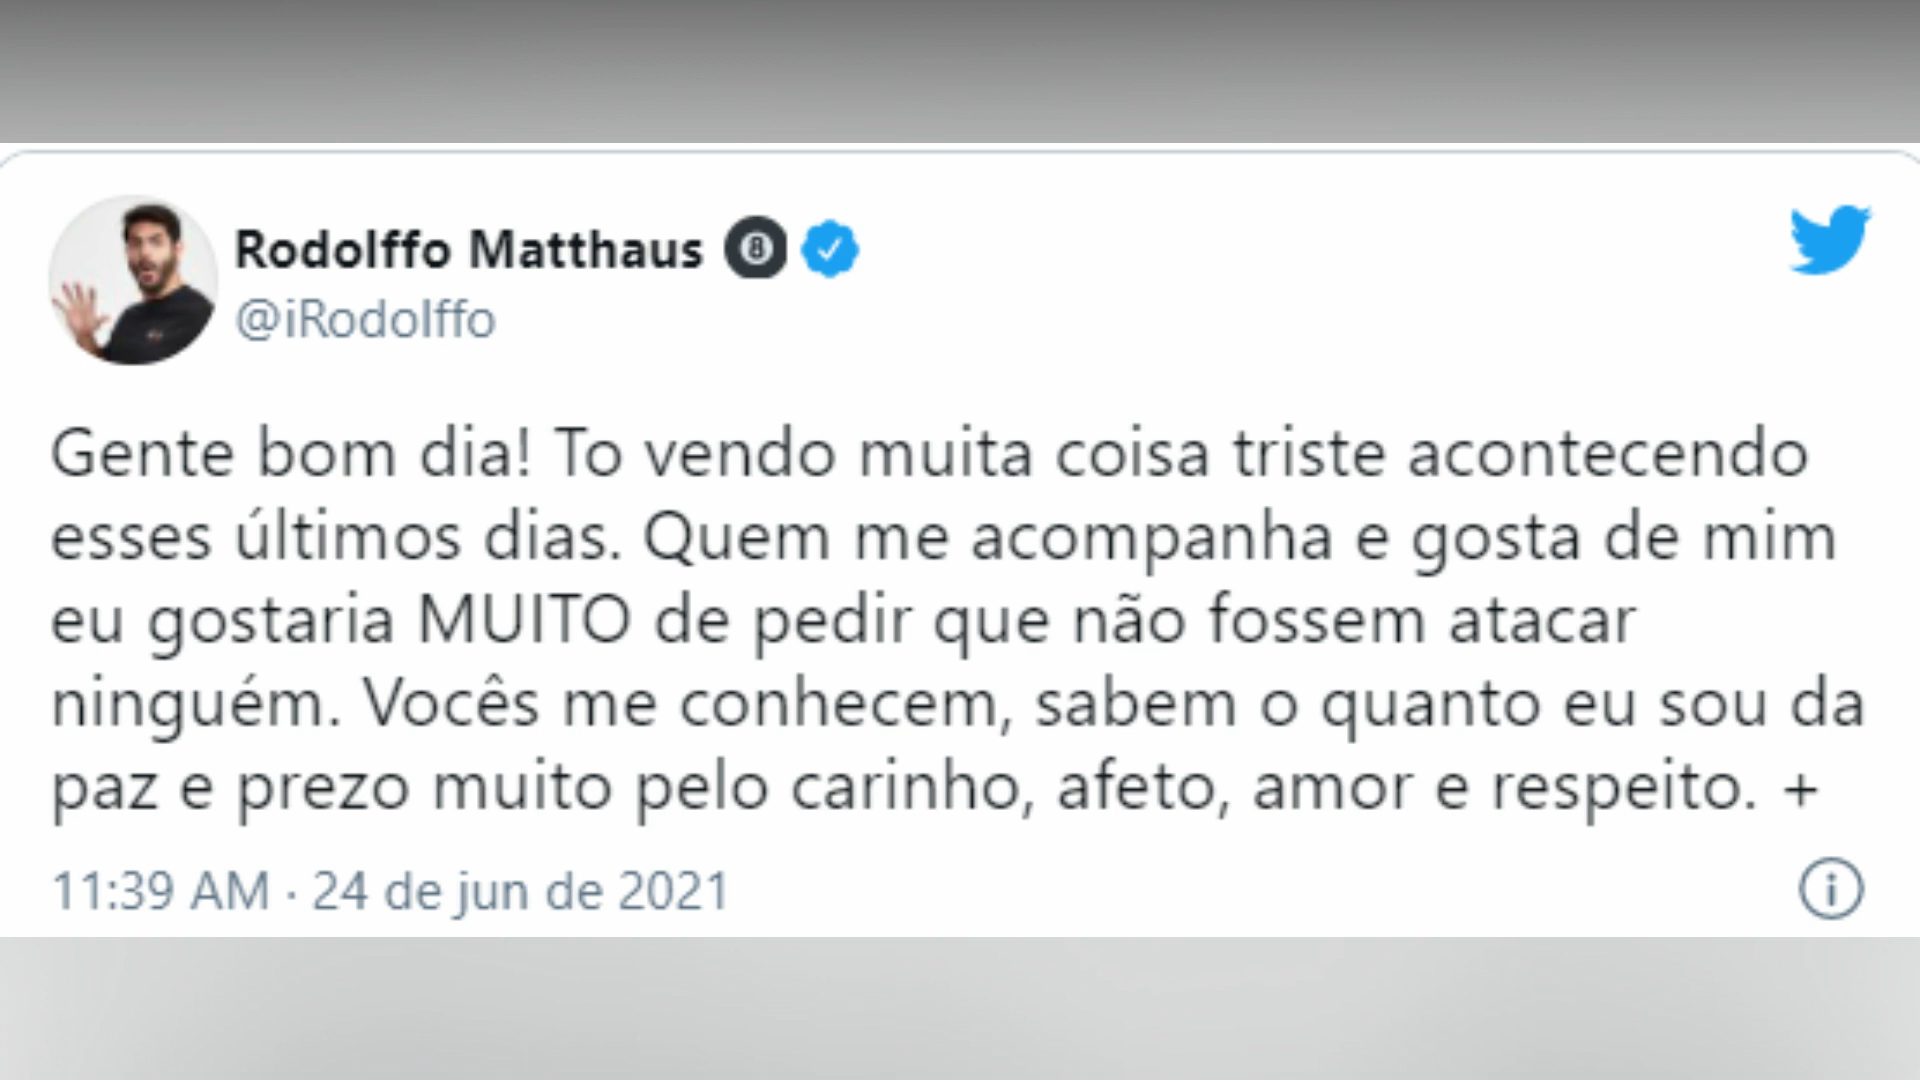 Rodolffo Matthaus 8
@iRodolffo
Gente bom dia! To vendo muita coisa triste acontecendo
esses últimos dias. Quem me acompanha e gosta de mim
eu gostaria MUITO de pedir que não fossem atacar
ninguém. Vocês me conhecem, sabem o quanto eu sou da
paz e prezo muito pelo carinho, afeto, amor e respeito. +
11:39 AM · 24 de jun de 2021